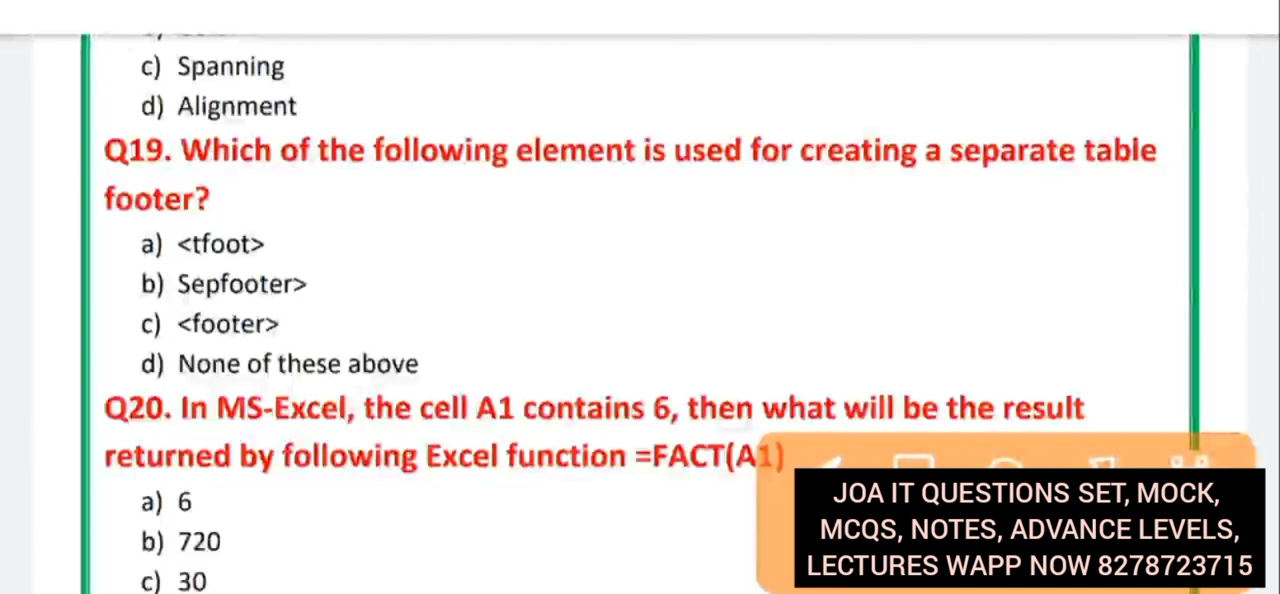 c) Spanning
d) Alignment
Q19. Which of the following element is used for creating a separate table
footer?
a) <tfoot>
b) Sepfooter>
c) <footer>
d) None of these above
Q20. In MS-Excel, the cell A1 contains 6, then what will be the result
returned by following Excel function =FACT(A1)
a) 6
b) 720
c) 30
JOA IT QUESTIONS SET, MOCK,
MCQS, NOTES, ADVANCE LEVELS,
LECTURES WAPP NOW 8278723715